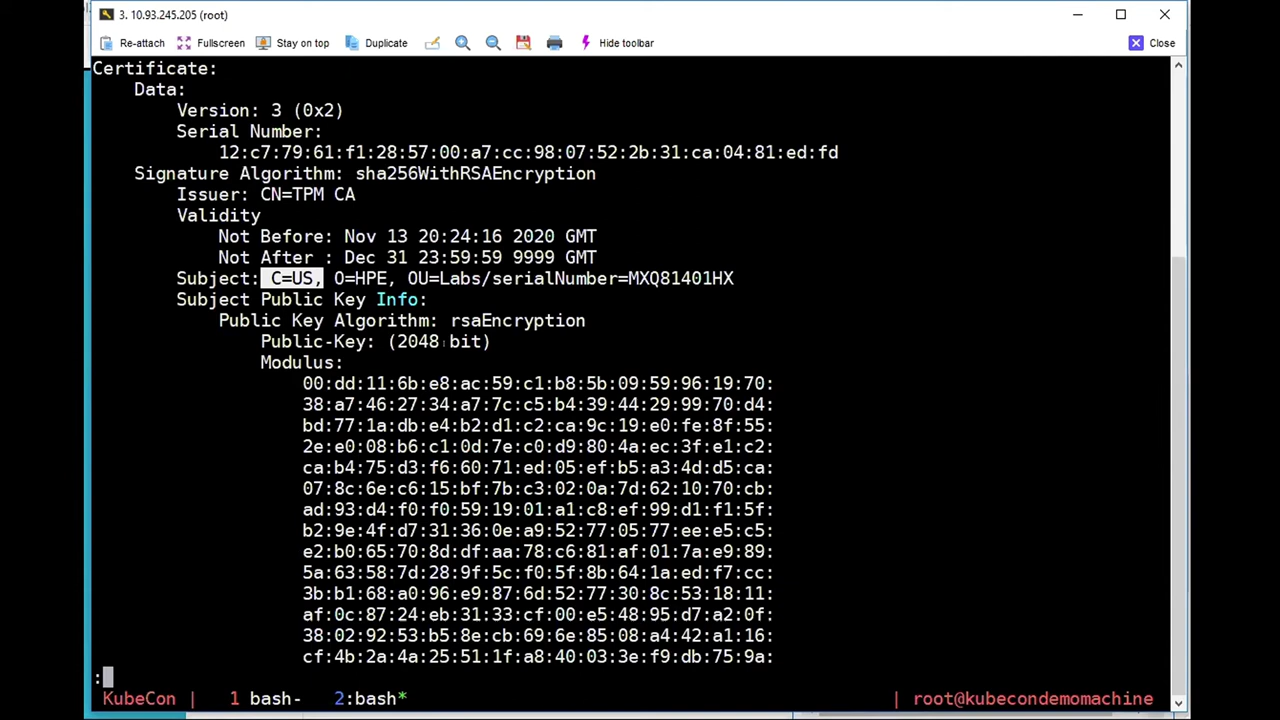 3. 10.93.245.205 (root)
Re-attach Fullscreen Stay on top Duplicate Hide toolbar Close
Certificate:
Data:
Version: 3 (0x2)
Serial Number:
12:c7:79:61:f1:28:57:00:a7:cc:98:07:52:2b:31:ca:04:81:ed:fd
Signature Algorithm: sha256WithRSAEncryption
Issuer: CN=TPM CA
Validity
Not Before: Nov 13 20:24:16 2020 GMT
Not After : Dec 31 23:59:59 9999 GMT
Subject: C=US, O=HPE, OU=Labs/serialNumber=MXQ81401HX
Subject Public Key Info:
Public Key Algorithm: rsaEncryption
Public-Key: (2048 bit)
Modulus:
00:dd:11:6b:e8:ac:59:c1:b8:5b:09:59:96:19:70:
38:a7:46:27:34:a7:7c:c5:b4:39:44:29:99:70:d4:
bd:77:1a:db:e4:b2:d1:c2:ca:9c:19:e0:fe:8f:55:
2e:e0:08:b6:c1:0d:7e:c0:d9:80:4a:ec:3f:e1:c2:
ca:b4:75:d3:f6:60:71:ed:05:ef:b5:a3:4d:d5:ca:
07:8c:6e:c6:15:bf:7b:c3:02:0a:7d:62:10:70:cb:
ad:93:d4:f0:f0:59:19:01:a1:c8:ef:99:d1:f1:5f:
b2:9e:4f:d7:31:36:0e:a9:52:77:05:77:ee:e5:c5:
e2:b0:65:70:8d:df:aa:78:c6:81:af:01:7a:e9:89:
5a:63:58:7d:28:9f:5c:f0:5f:8b:64:1a:ed:f7:cc:
3b:b1:68:a0:96:e9:87:6d:52:77:30:8c:53:18:11:
af:0c:87:24:eb:31:33:cf:00:e5:48:95:d7:a2:0f:
38:02:92:53:b5:8e:cb:69:6e:85:08:a4:42:a1:16:
cf:4b:2a:4a:25:51:1f:a8:40:03:3e:f9:db:75:9a:
:
KubeCon | 1 bash- 2:bash* | root@kubecondemomachine